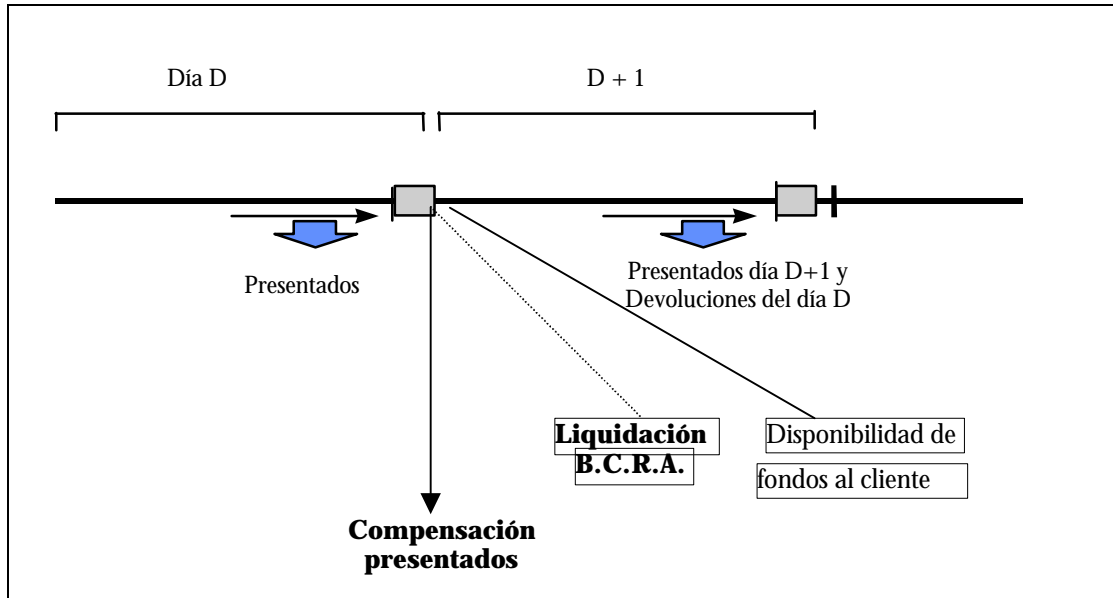 Día D
D + 1
Presentados
Presentados día D+1 y
Devoluciones del día D
Liquidación
B.C.R.A.
Disponibilidad de
fondos al cliente
Compensación
presentados